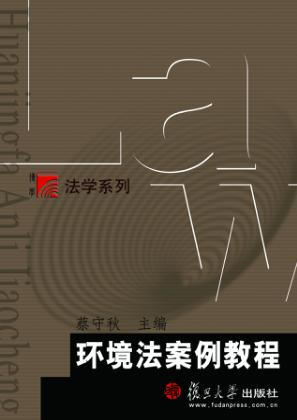 Huanjingfa Anli Jiaocheng
Law
博学
法学系列
蔡守秋 主编
环境法案例教程
復旦大學 出版社
www.fudanpress.com.cn